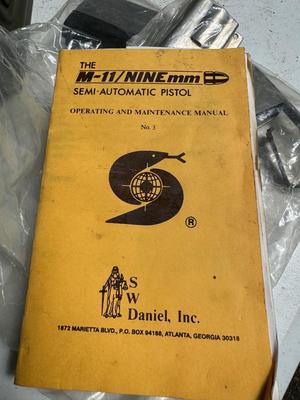 THE
M-11/NINEmm
SEMI-AUTOMATIC PISTOL
OPERATING AND MAINTENANCE MANUAL
No. 3
®
S
W
Daniel, Inc.
1872 MARIETTA BLVD., P.O. BOX 94188, ATLANTA, GEORGIA 30318